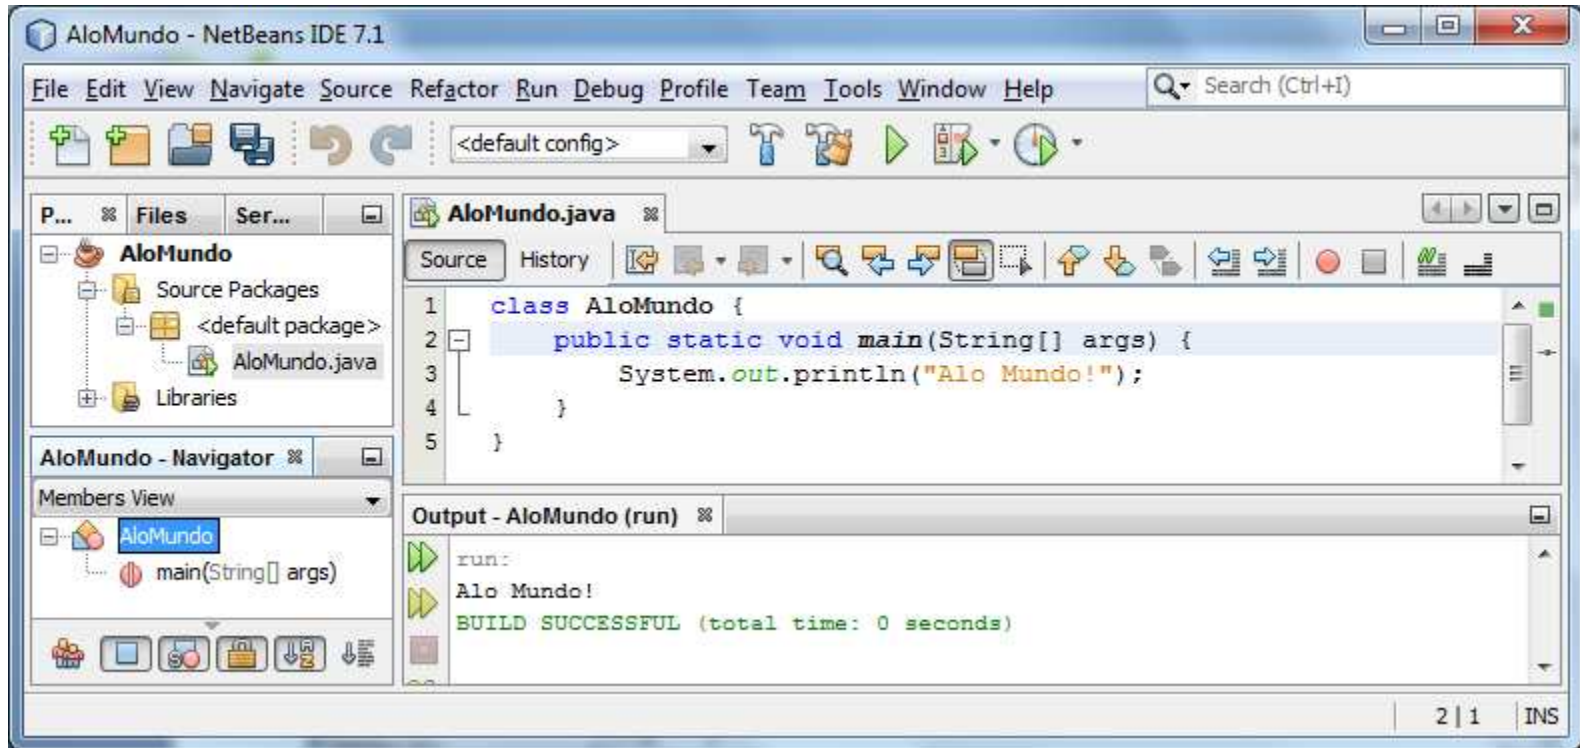 AloMundo - NetBeans IDE 7.1
File Edit View Navigate Source Refactor Run Debug Profile Team Tools Window Help
Search (Ctrl+I)
<default config>
P... Files Ser...
AloMundo
Source Packages
<default package>
AloMundo.java
Libraries
AloMundo - Navigator
Members View
AloMundo
main(String[] args)
AloMundo.java
Source History
1 class AloMundo {
2 public static void main(String[] args) {
3 System.out.println("Alo Mundo!");
4 }
5 }
Output - AloMundo (run)
run:
Alo Mundo!
BUILD SUCCESSFUL (total time: 0 seconds)
2 | 1 INS